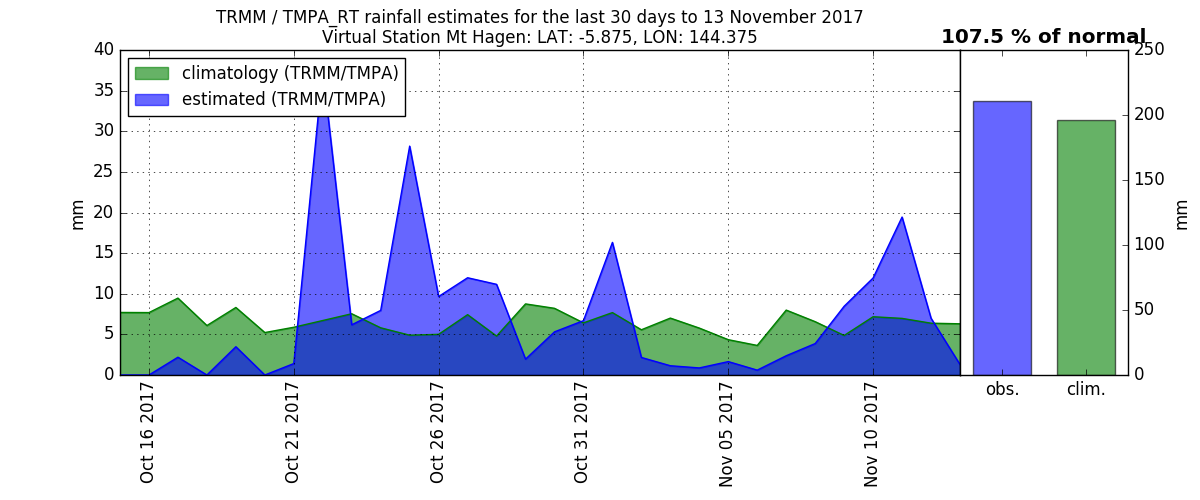 TRMM / TMPA_RT rainfall estimates for the last 30 days to 13 November 2017
Virtual Station Mt Hagen: LAT: -5.875, LON: 144.375
107.5 % of normal
climatology (TRMM/TMPA)
estimated (TRMM/TMPA)
40
35
30
25
20
15
10
5
0
mm
Oct 16 2017
Oct 21 2017
Oct 26 2017
Oct 31 2017
Nov 05 2017
Nov 10 2017
250
200
150
100
50
0
mm
obs.
clim.